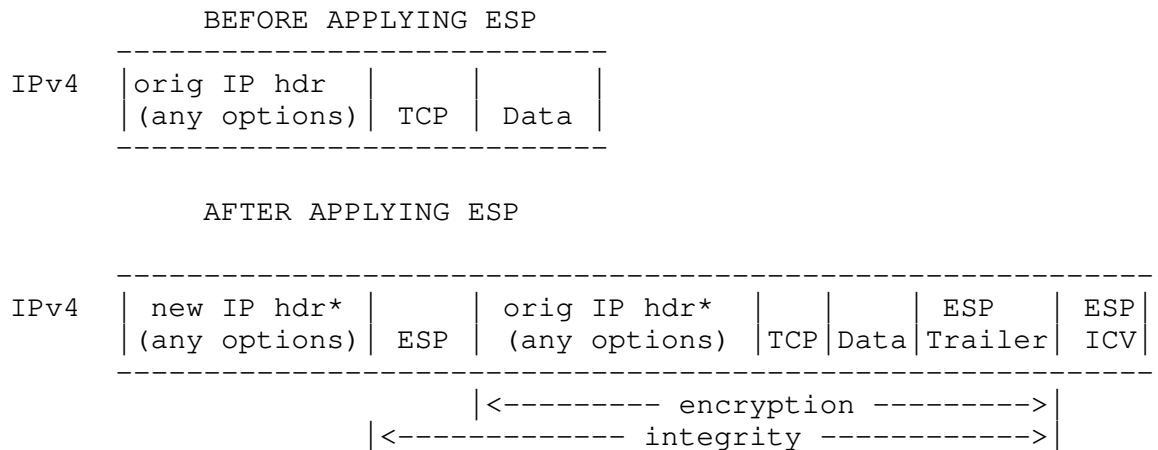 BEFORE APPLYING ESP
----------------------------
IPv4 |orig IP hdr | | |
|(any options)| TCP | Data |
----------------------------
AFTER APPLYING ESP
-----------------------------------------------------------
IPv4 | new IP hdr* | | orig IP hdr* | | | ESP | ESP|
|(any options)| ESP | (any options) |TCP|Data|Trailer| ICV|
-----------------------------------------------------------
|<--------- encryption --------->|
|<------------- integrity ------------>|